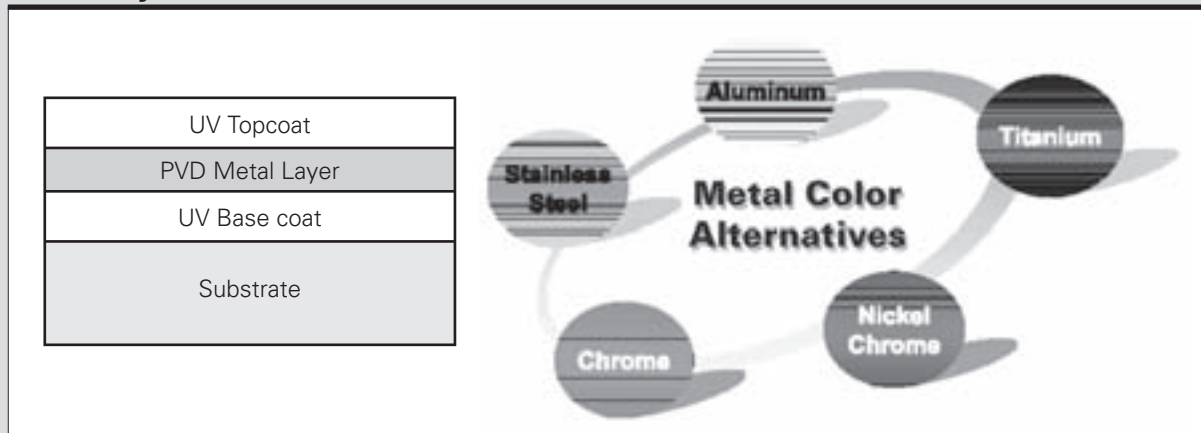 UV Topcoat
PVD Metal Layer
UV Base coat
Substrate
Aluminum
Titanium
Stainless
Steel
Metal Color
Alternatives
Nickel
Chrome
Chrome